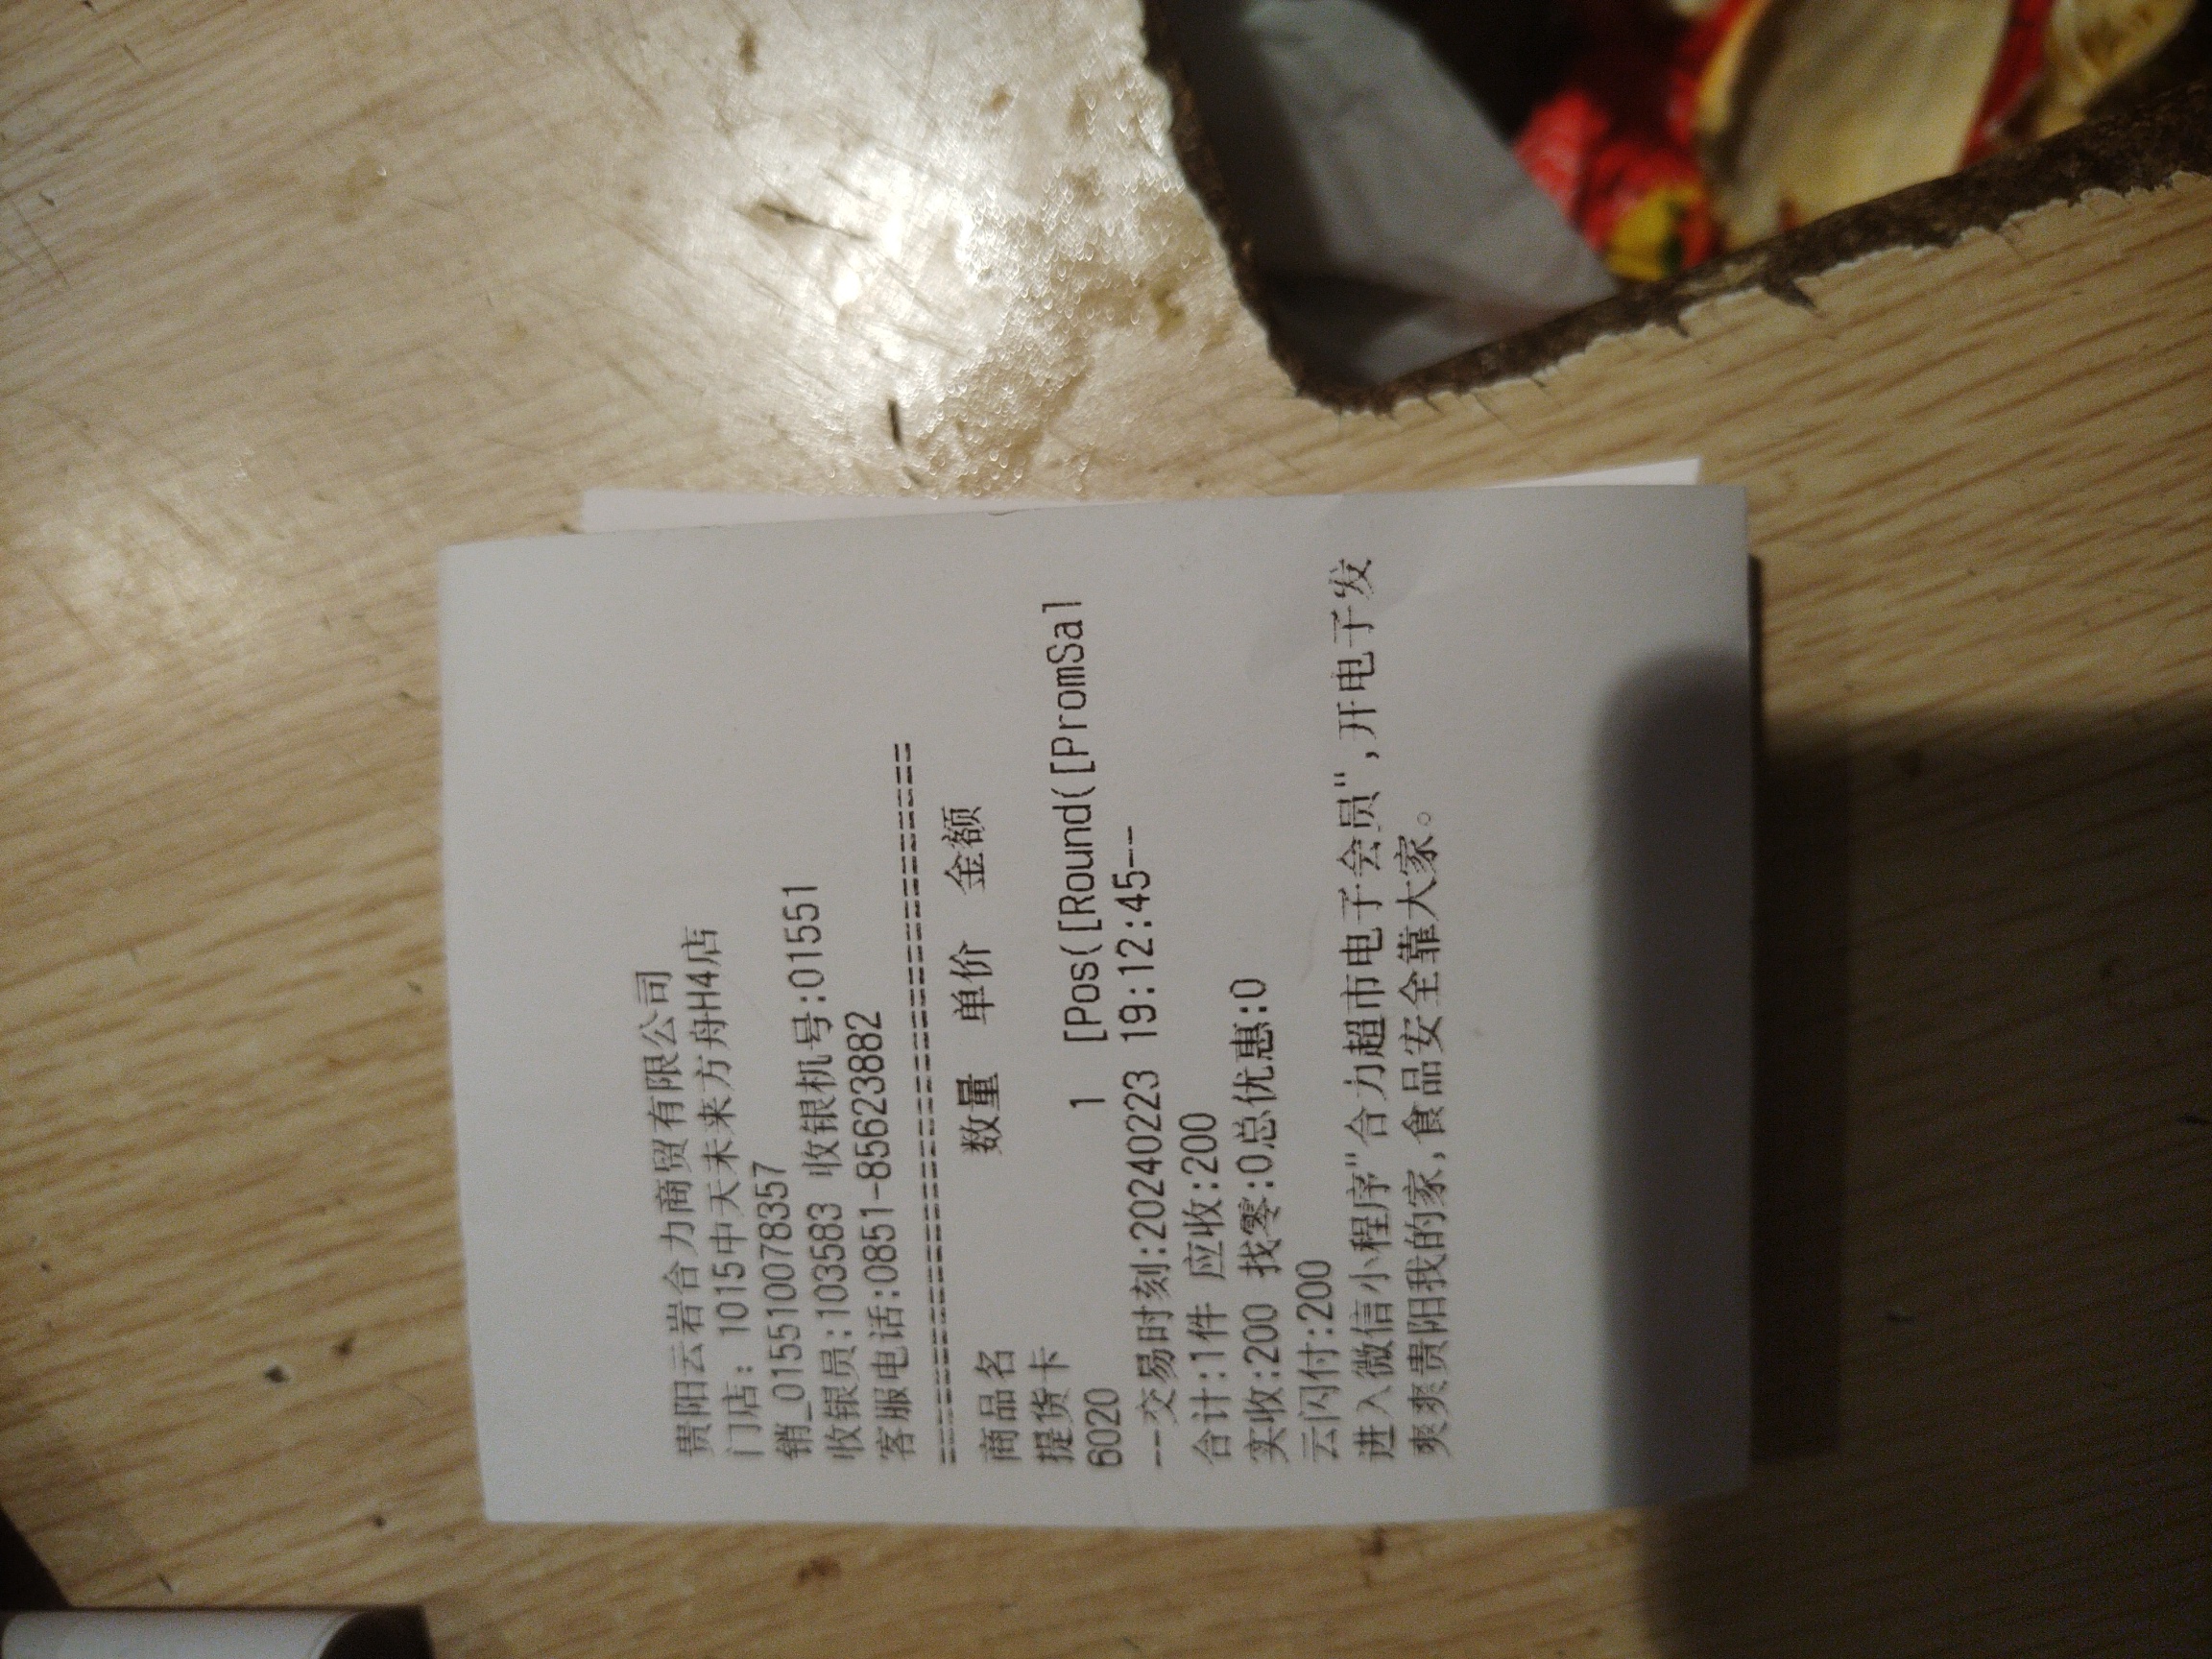 贵阳云岩合力商贸有限公司
门店: 1015中天未来方舟H4店
销_0155510078357
收银员:103583 收银机号:01551
客服电话:0851-85623882
========================================
商品名 数量 单价 金额
提货卡
6020 1 [Pos([Round([PromSal
--交易时刻:20240223 19:12:45--
合计:1件 应收:200
实收:200 找零:0总优惠:0
云闪付:200
进入微信小程序"合力超市电子会员",开电子发
爽爽贵阳我的家,食品安全靠大家。